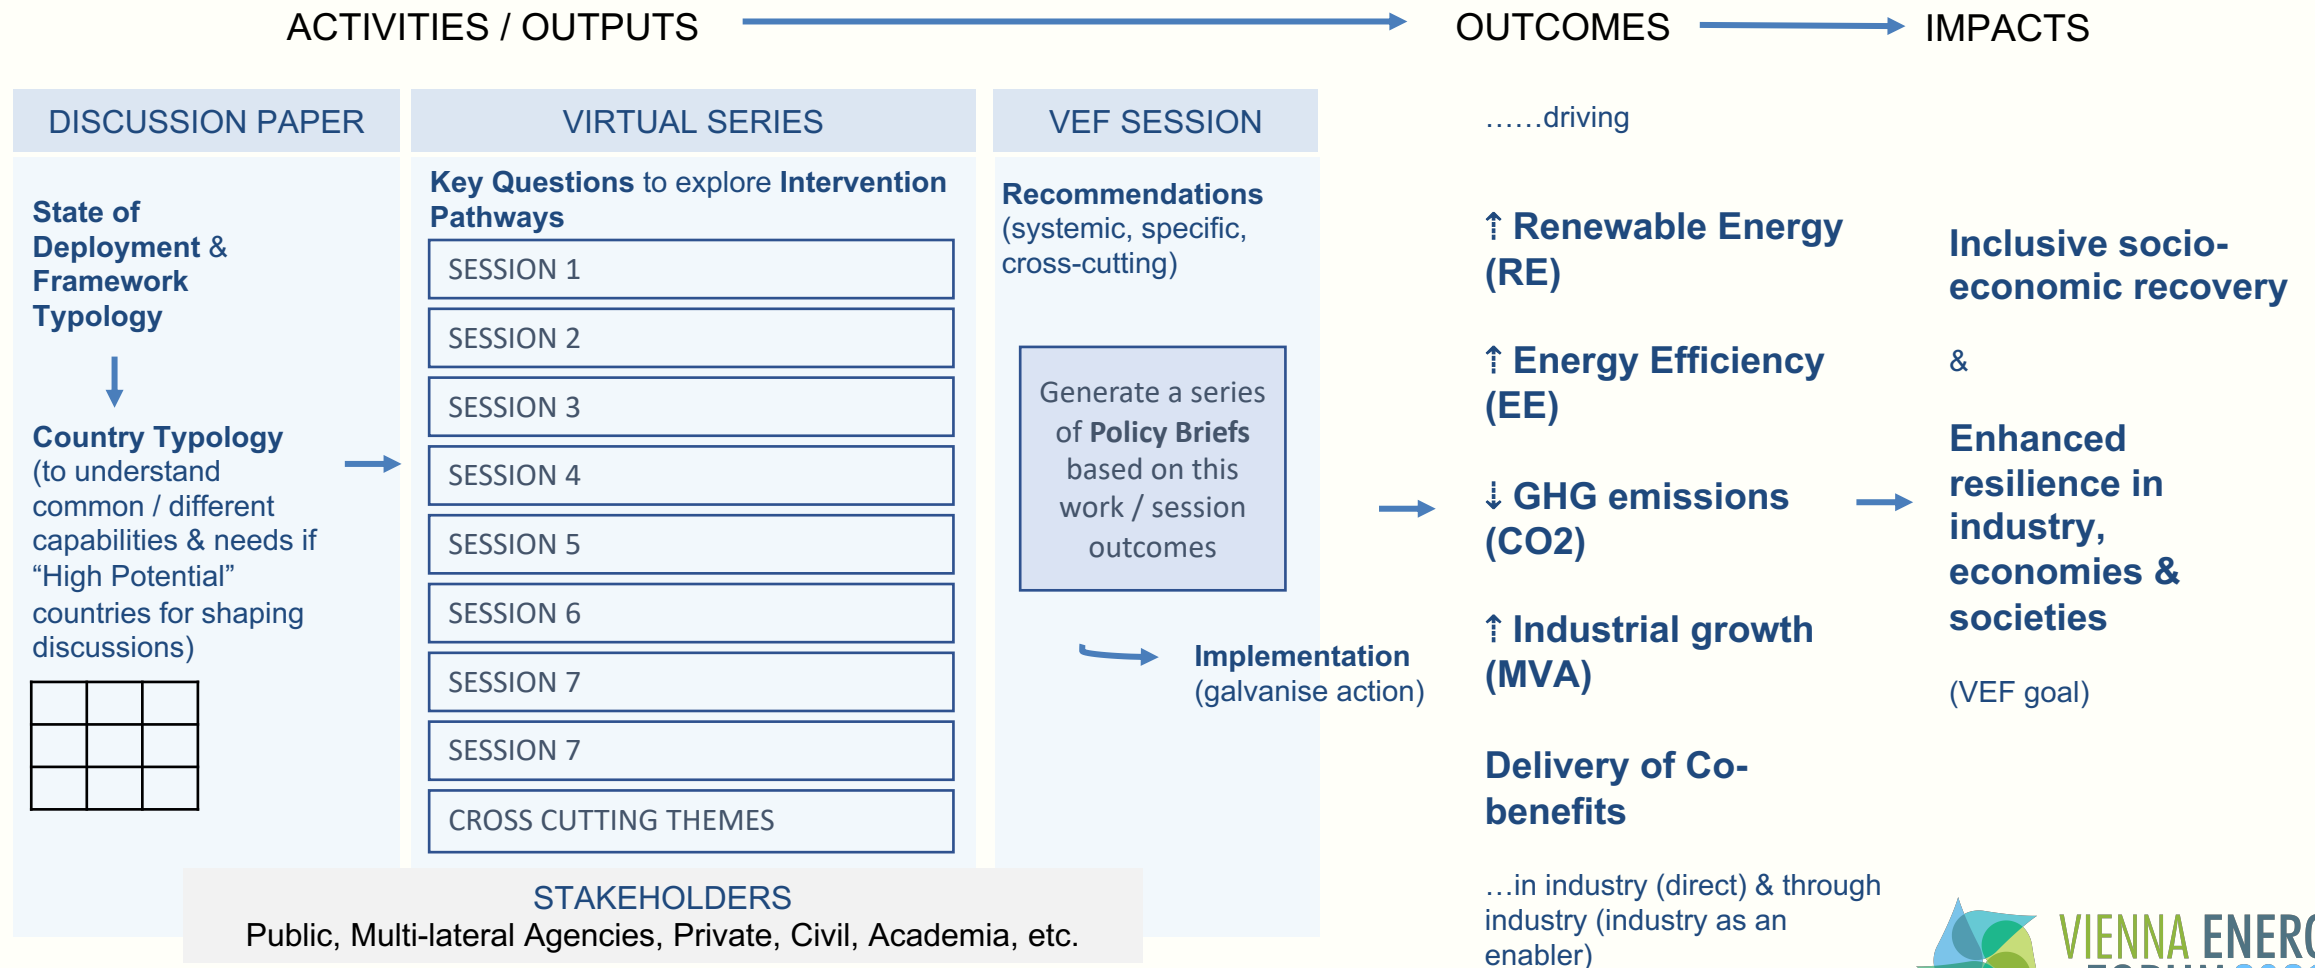 ACTIVITIES / OUTPUTS
OUTCOMES
IMPACTS
DISCUSSION PAPER
State of
Deployment &
Framework
Typology
Country Typology
(to understand
common / different
capabilities & needs if
“High Potential”
countries for shaping
discussions)
VIRTUAL SERIES
Key Questions to explore Intervention
Pathways
SESSION 1
SESSION 2
SESSION 3
SESSION 4
SESSION 5
SESSION 6
SESSION 7
SESSION 7
CROSS CUTTING THEMES
VEF SESSION
Recommendations
(systemic, specific,
cross-cutting)
Generate a series
of Policy Briefs
based on this
work / session
outcomes
Implementation
(galvanise action)
STAKEHOLDERS
Public, Multi-lateral Agencies, Private, Civil, Academia, etc.
……driving
⇡ Renewable Energy
(RE)
⇡ Energy Efficiency
(EE)
⇣ GHG emissions
(CO2)
⇡ Industrial growth
(MVA)
Delivery of Co-
benefits
…in industry (direct) & through
industry (industry as an
enabler)
Inclusive socio-
economic recovery
&
Enhanced
resilience in
industry,
economies &
societies
(VEF goal)
VIENNA